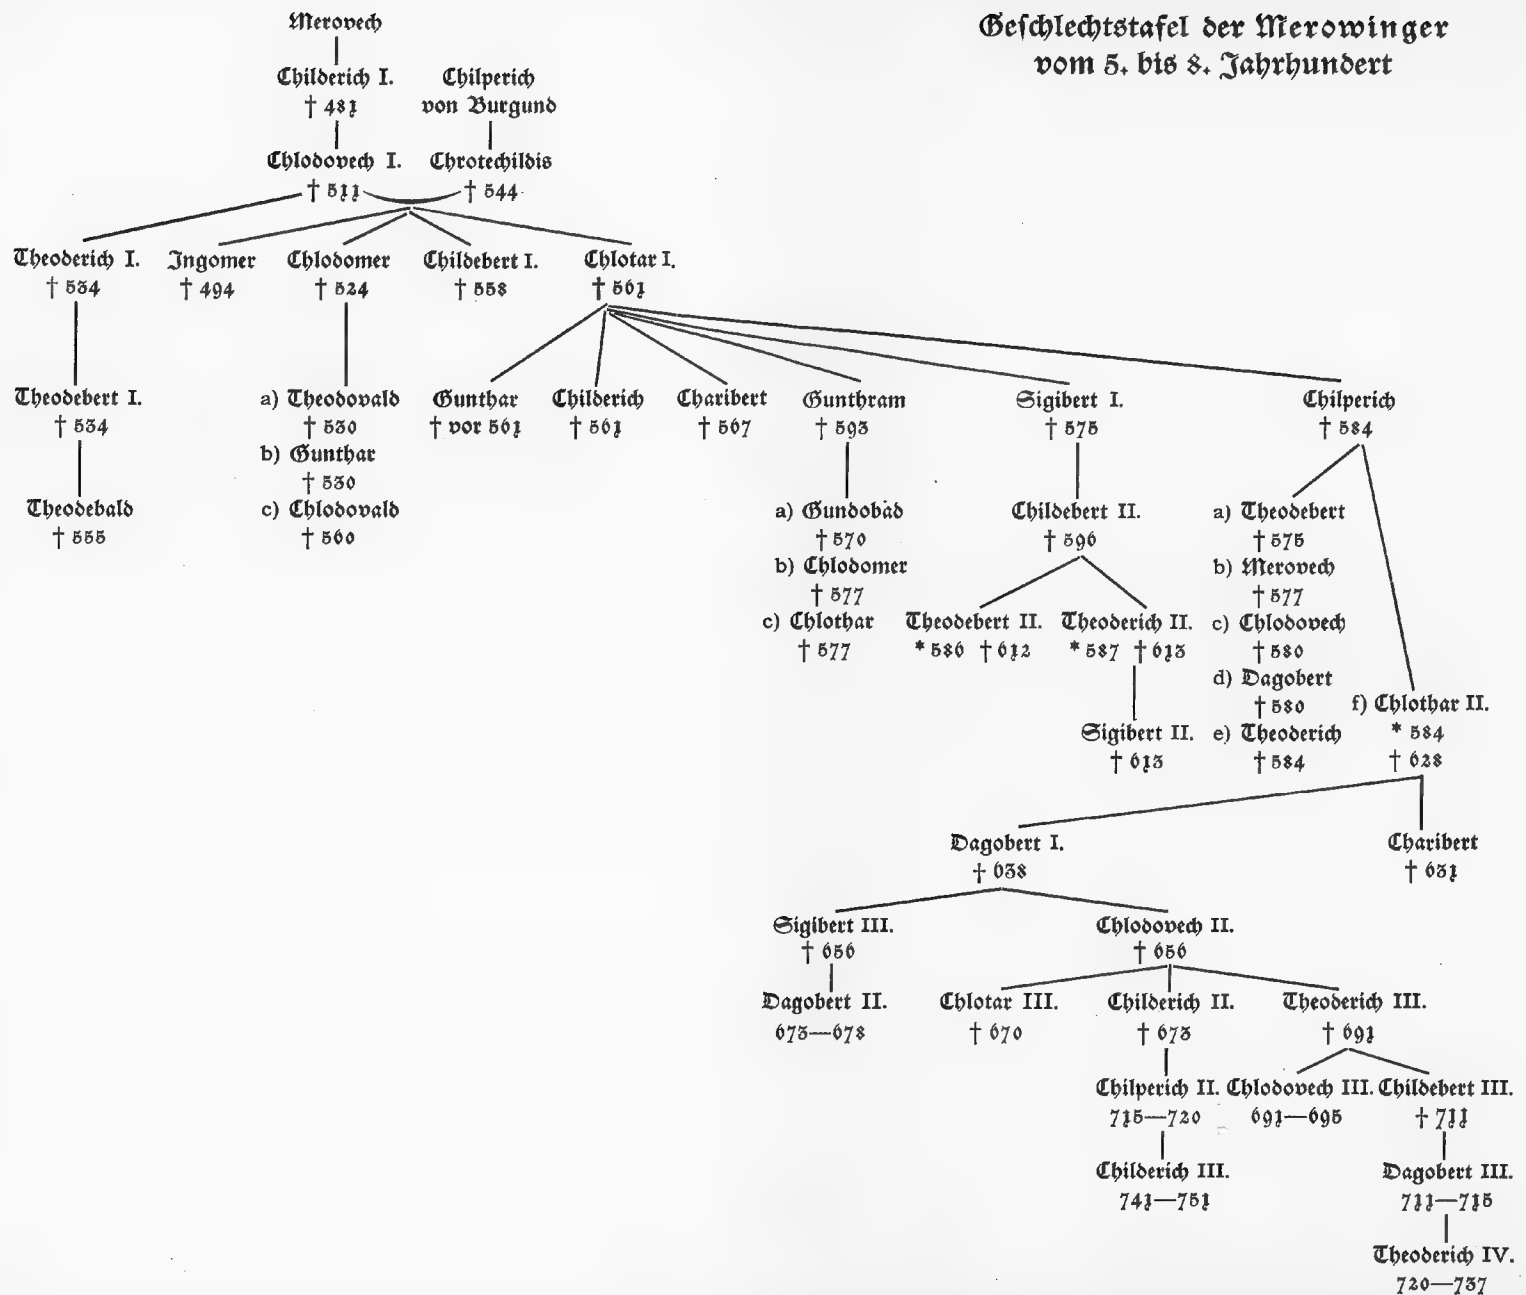 Geschlechtstafel der Merowinger
vom 5. bis 8. Jahrhundert
Merovech
Childerich I.
† 481
Chilperich
von Burgund
Chlodovech I.
† 511
Chrotechildis
† 544
Theoderich I.
† 534
Ingomer
† 494
Chlodomer
† 524
Childebert I.
† 558
Chlotar I.
† 561
Theodebert I.
† 534
Theodebald
† 555
a) Theodovald
† 530
b) Gunthar
† 530
c) Chlodovald
† 560
Gunthar
† vor 561
Childerich
† 561
Charibert
† 567
Gunthram
† 593
Sigibert I.
† 575
Chilperich
† 584
a) Gundobad
† 570
b) Chlodomer
† 577
c) Chlothar
† 577
Childebert II.
† 596
Theodebert II.
* 586 † 612
Theoderich II.
* 587 † 613
Sigibert II.
† 613
a) Theodebert
† 575
b) Merovech
† 577
c) Chlodovech
† 580
d) Dagobert
† 580
e) Theoderich
† 584
f) Chlothar II.
* 584
† 628
Dagobert I.
† 638
Charibert
† 631
Sigibert III.
† 656
Chlodovech II.
† 656
Dagobert II.
673—678
Chlotar III.
† 670
Childerich II.
† 673
Theoderich III.
† 691
Chilperich II.
715—720
Chlodovech III.
691—695
Childebert III.
† 711
Childerich III.
741—751
Dagobert III.
711—715
Theoderich IV.
720—737